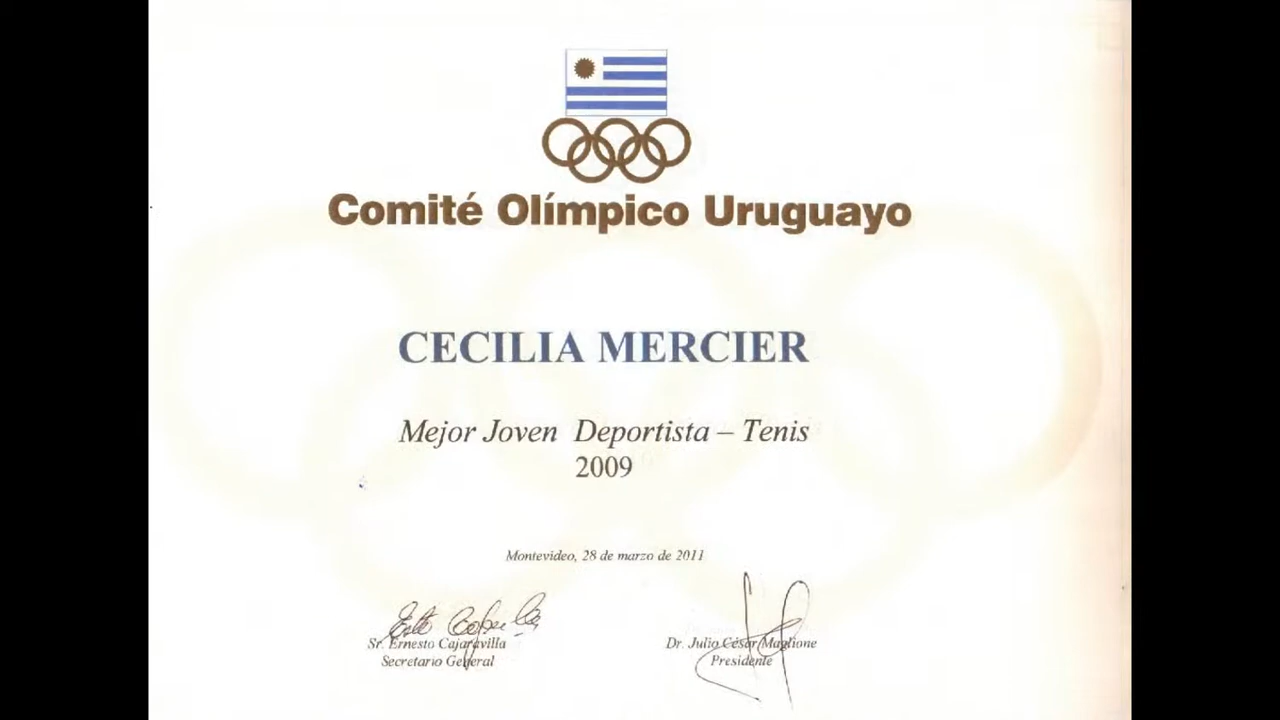 Comité Olímpico Uruguayo
CECILIA MERCIER
Mejor Joven Deportista – Tenis
2009
Montevideo, 28 de marzo de 2011
Sr. Ernesto Cajaravilla
Dr. Julio César Maglione
Secretario General
Presidente